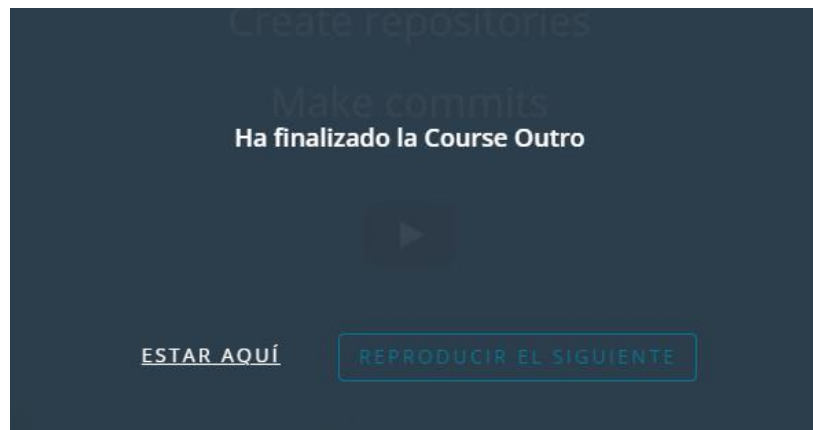 Create repositories
Make commits
Ha finalizado la Course Outro
ESTAR AQUÍ
REPRODUCIR EL SIGUIENTE